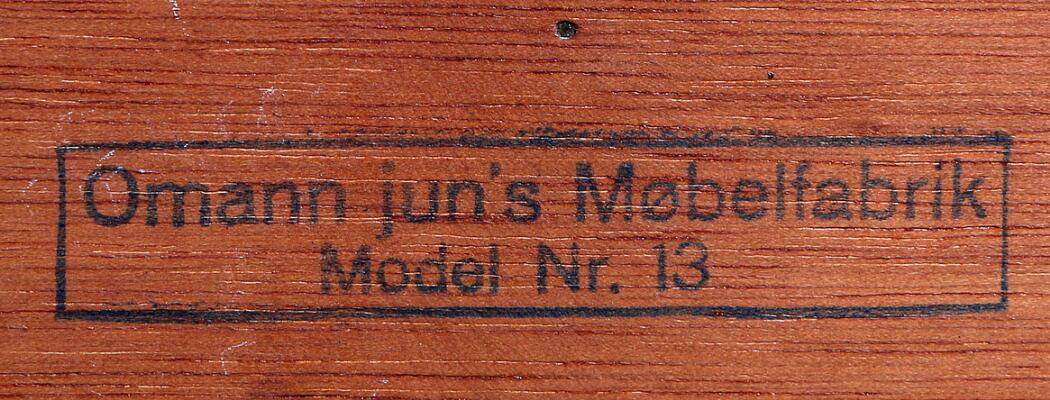 Omann jun's Møbelfabrik
Model Nr. 13